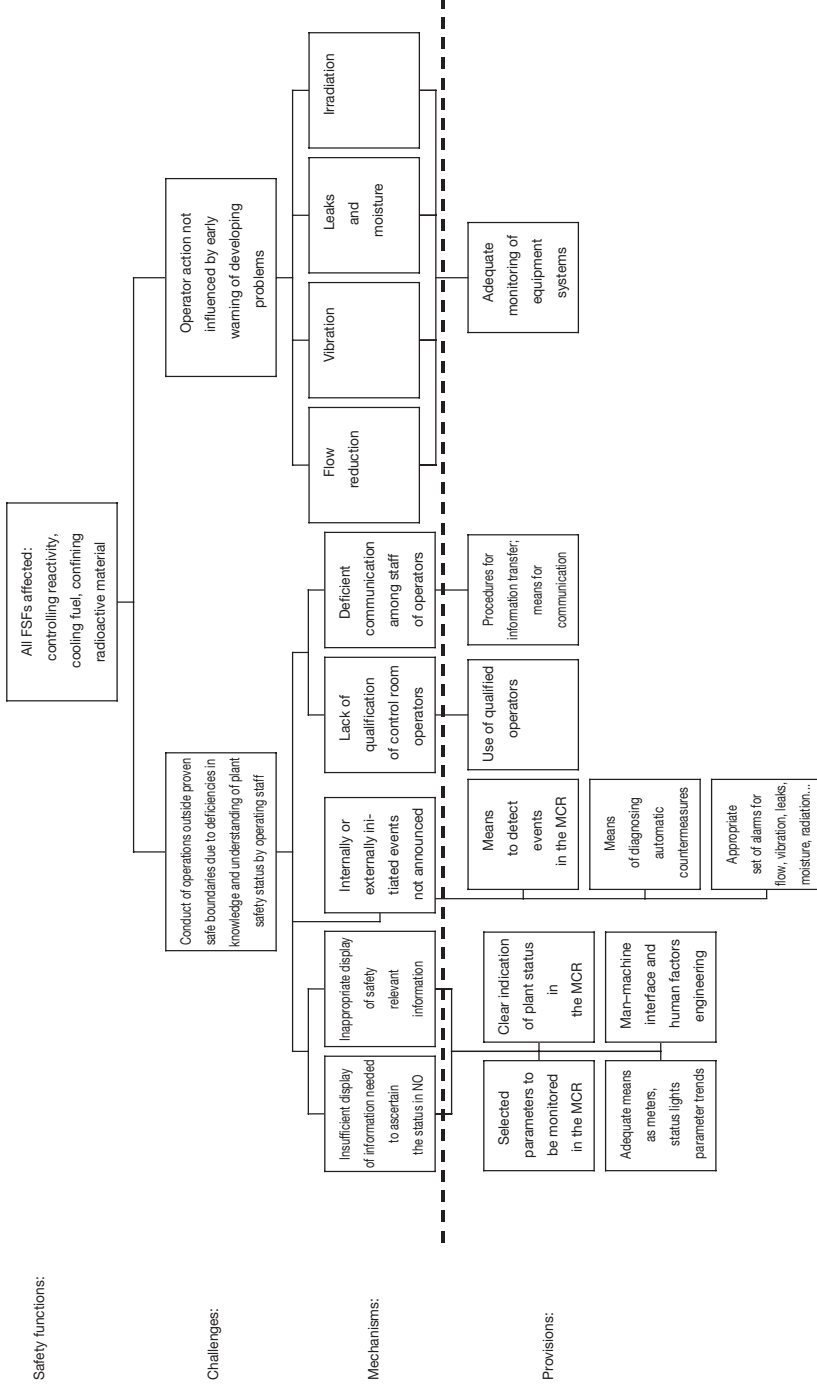 Safety functions:
All FSFs affected:
controlling reactivity,
cooling fuel, confining
radioactive material
Challenges:
Conduct of operations outside proven
safe boundaries due to deficiencies in
knowledge and understanding of plant
safety status by operating staff
Operator action not
influenced by early
warning of developing
problems
Mechanisms:
Insufficient display
of information needed
to ascertain
the status in NO
Inappropriate display
of safety
relevant
information
Internally or
externally ini-
tiated events
not announced
Lack of
qualification
of control room
operators
Deficient
communication
among staff
of operators
Flow
reduction
Vibration
Leaks
and
moisture
Irradiation
Provisions:
Selected
parameters to
be monitored
in the MCR
Clear indication
of plant status
in
the MCR
Adequate means
as meters,
status lights
parameter trends
Man–machine
interface and
human factors
engineering
Means
to detect
events
in the MCR
Means
of diagnosing
automatic
countermeasures
Appropriate
set of alarms for
flow, vibration, leaks,
moisture, radiation...
Use of qualified
operators
Procedures for
information transfer;
means for
communication
Adequate
monitoring of
equipment
systems